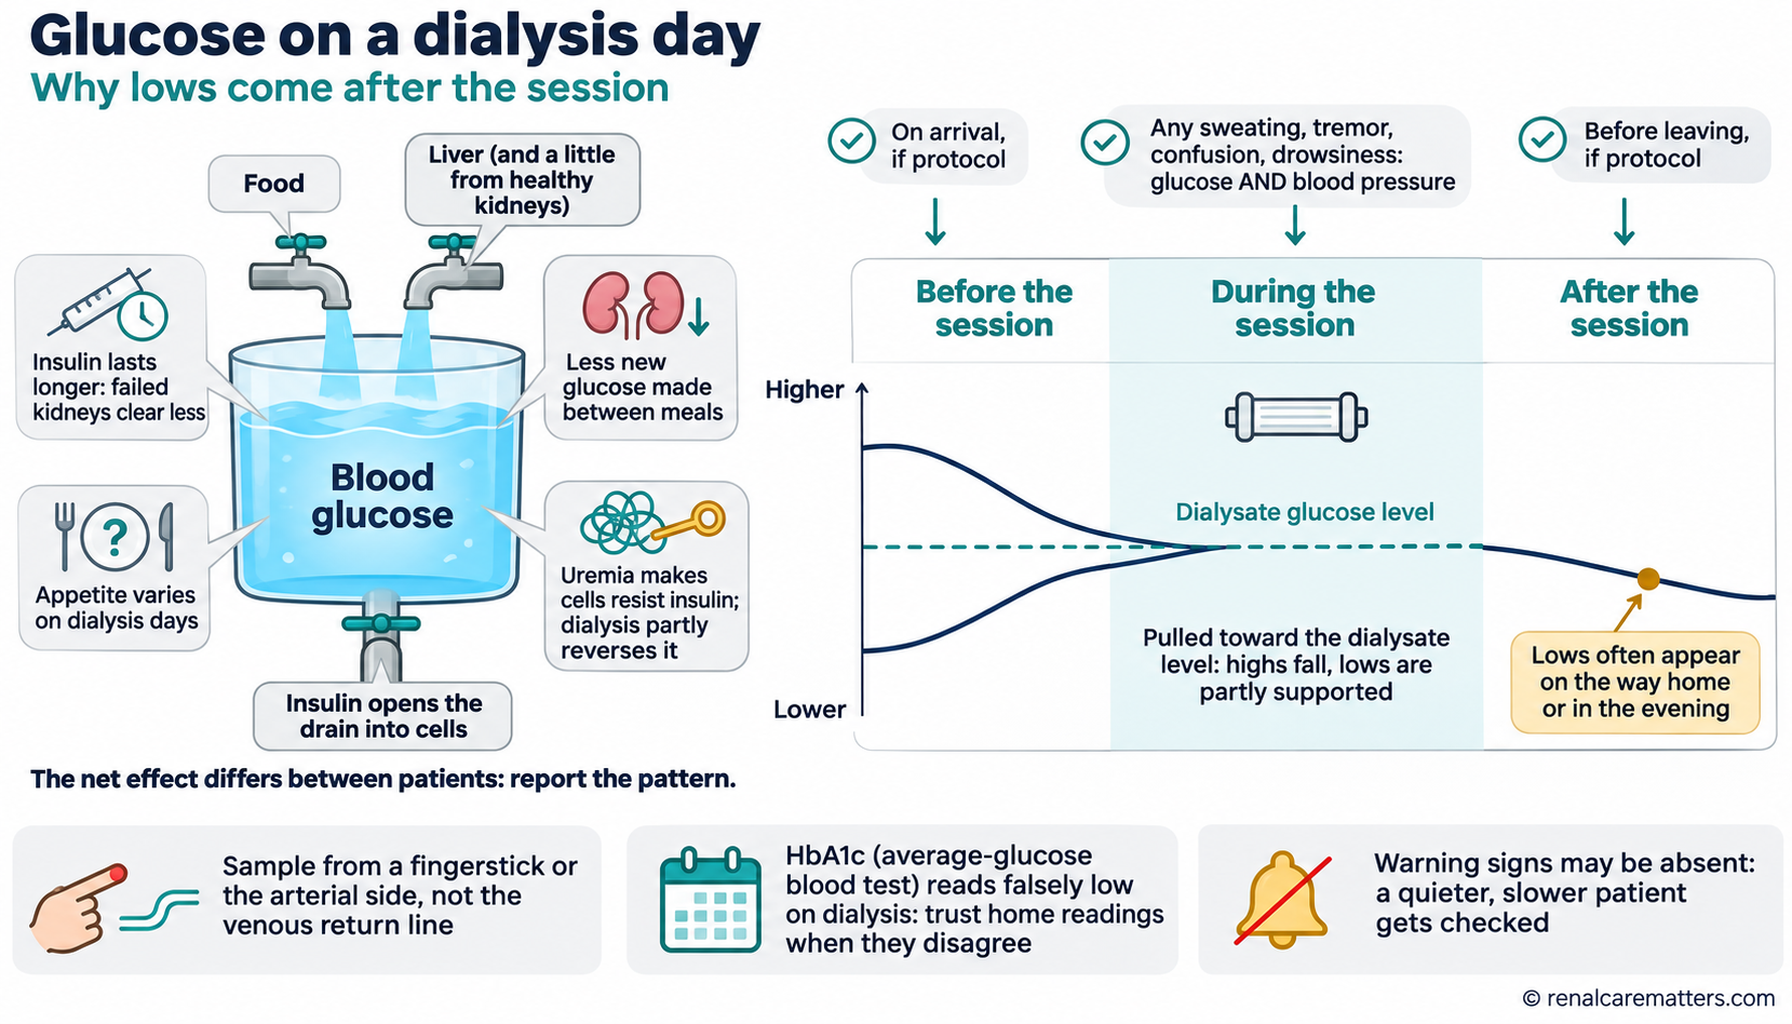 Glucose on a dialysis day
Why lows come after the session
Food
Liver (and a little
from healthy
kidneys)
Insulin lasts
longer: failed
kidneys clear less
Less new
glucose made
between meals
Blood
glucose
?
Appetite varies
on dialysis days
Uremia makes
cells resist insulin;
dialysis partly
reverses it
Insulin opens the
drain into cells
The net effect differs between patients: report the pattern.
On arrival,
if protocol
Any sweating, tremor,
confusion, drowsiness:
glucose AND blood pressure
Before leaving,
if protocol
Before the
session
During the
session
After the
session
Higher
Dialysate glucose level
Pulled toward the dialysate
level: highs fall, lows are
partly supported
Lower
Lows often appear
on the way home
or in the evening
Sample from a fingerstick or
the arterial side, not the
venous return line
HbA1c (average-glucose
blood test) reads falsely low
on dialysis: trust home readings
when they disagree
Warning signs may be absent:
a quieter, slower patient
gets checked
© renalcarematters.com